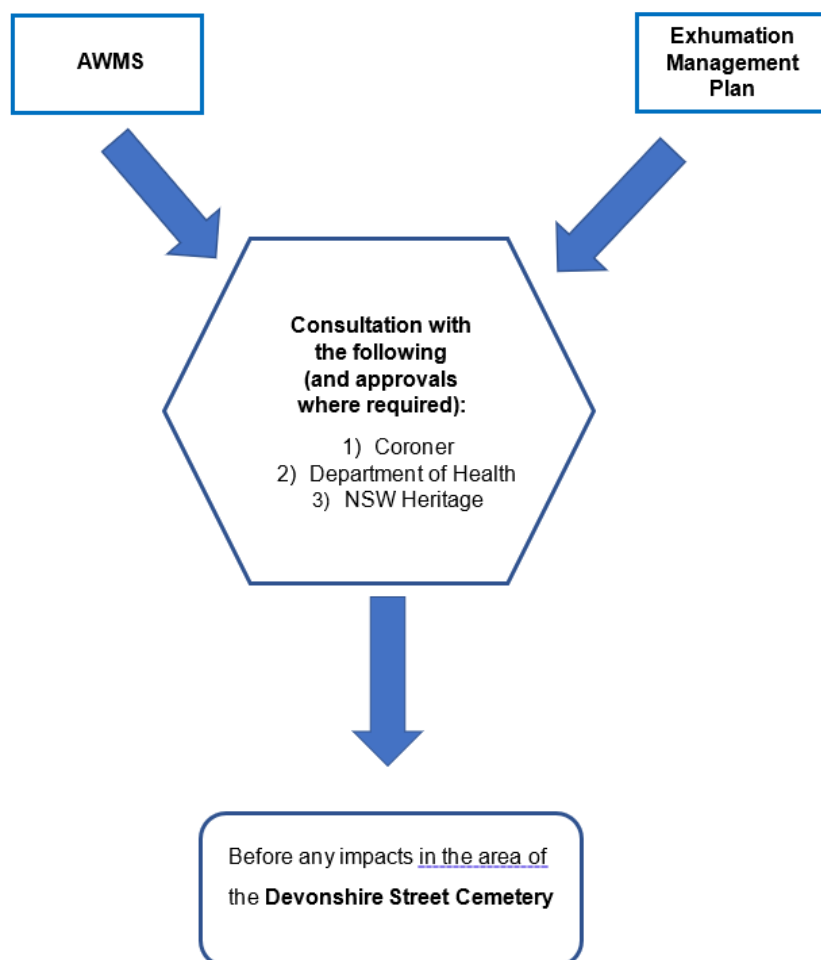 AWMS
Exhumation
Management
Plan
Consultation with
the following
(and approvals
where required):
1) Coroner
2) Department of Health
3) NSW Heritage
Before any impacts in the area of
the Devonshire Street Cemetery